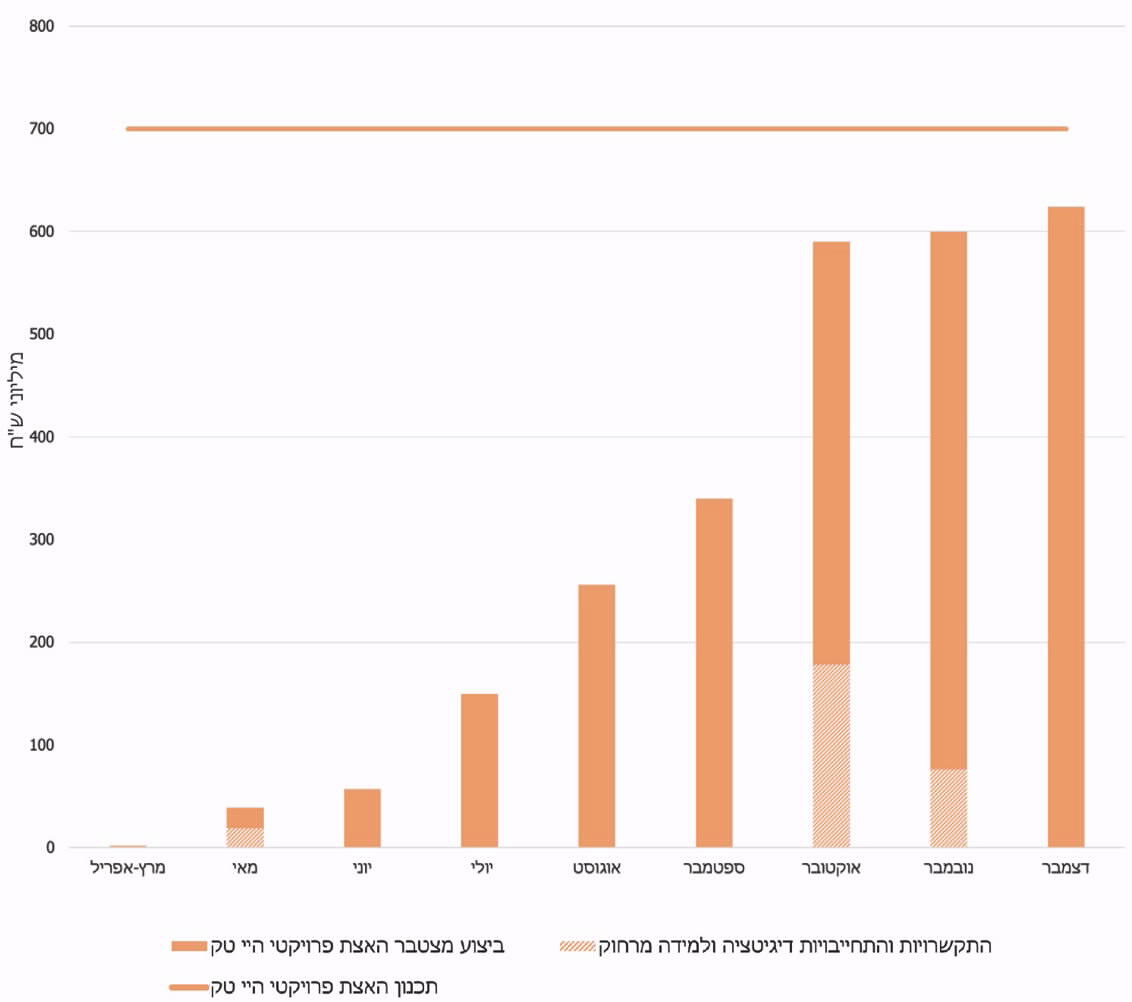 800
700
600
500
400
300
200
100
0
מיליוני ש"ח
מרץ-אפריל
מאי
יוני
יולי
אוגוסט
ספטמבר
אוקטובר
נובמבר
דצמבר
ביצוע מצטבר האצת פרויקטי היי טק
התקשרויות והתחייבויות דיגיטציה ולמידה מרחוק
תכנון האצת פרויקטי היי טק